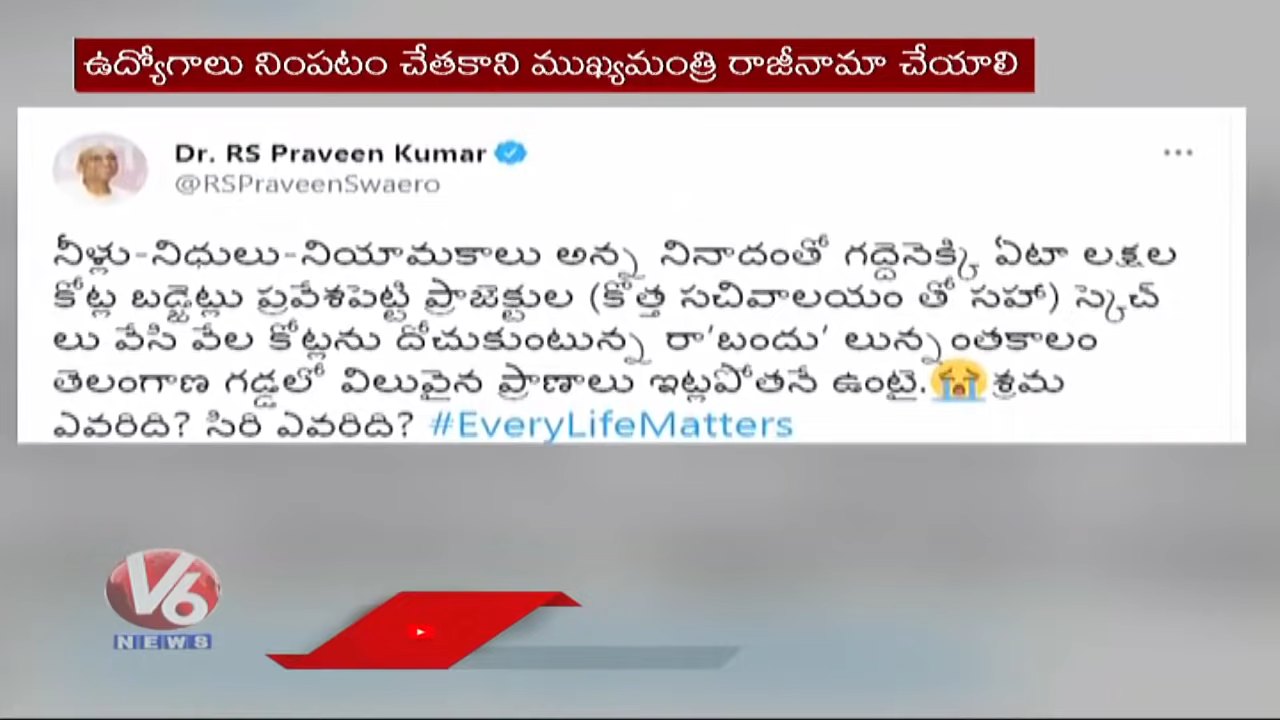 ఉద్యోగాలు నింపటం చేతకాని ముఖ్యమంత్రి రాజీనామా చేయాలి
Dr. RS Praveen Kumar
@RSPraveenSwaero
నీళ్లు-నిధులు-నియామకాలు అన్న నినాదంతో గద్దెనెక్కి ఏటా లక్షల
కోట్ల బడ్జెట్లు ప్రవేశపెట్టి ప్రాజెక్టుల (కొత్త సచివాలయం తో సహా) స్కెచ్
లు వేసి వేల కోట్లను దోచుకుంటున్న రా'బందు' లున్నంతకాలం
తెలంగాణ గడ్డలో విలువైన ప్రాణాలు ఇట్లపోతనే ఉంటై.😭శ్రమ
ఎవరిది? సిరి ఎవరిది? #EveryLifeMatters
V6
NEWS